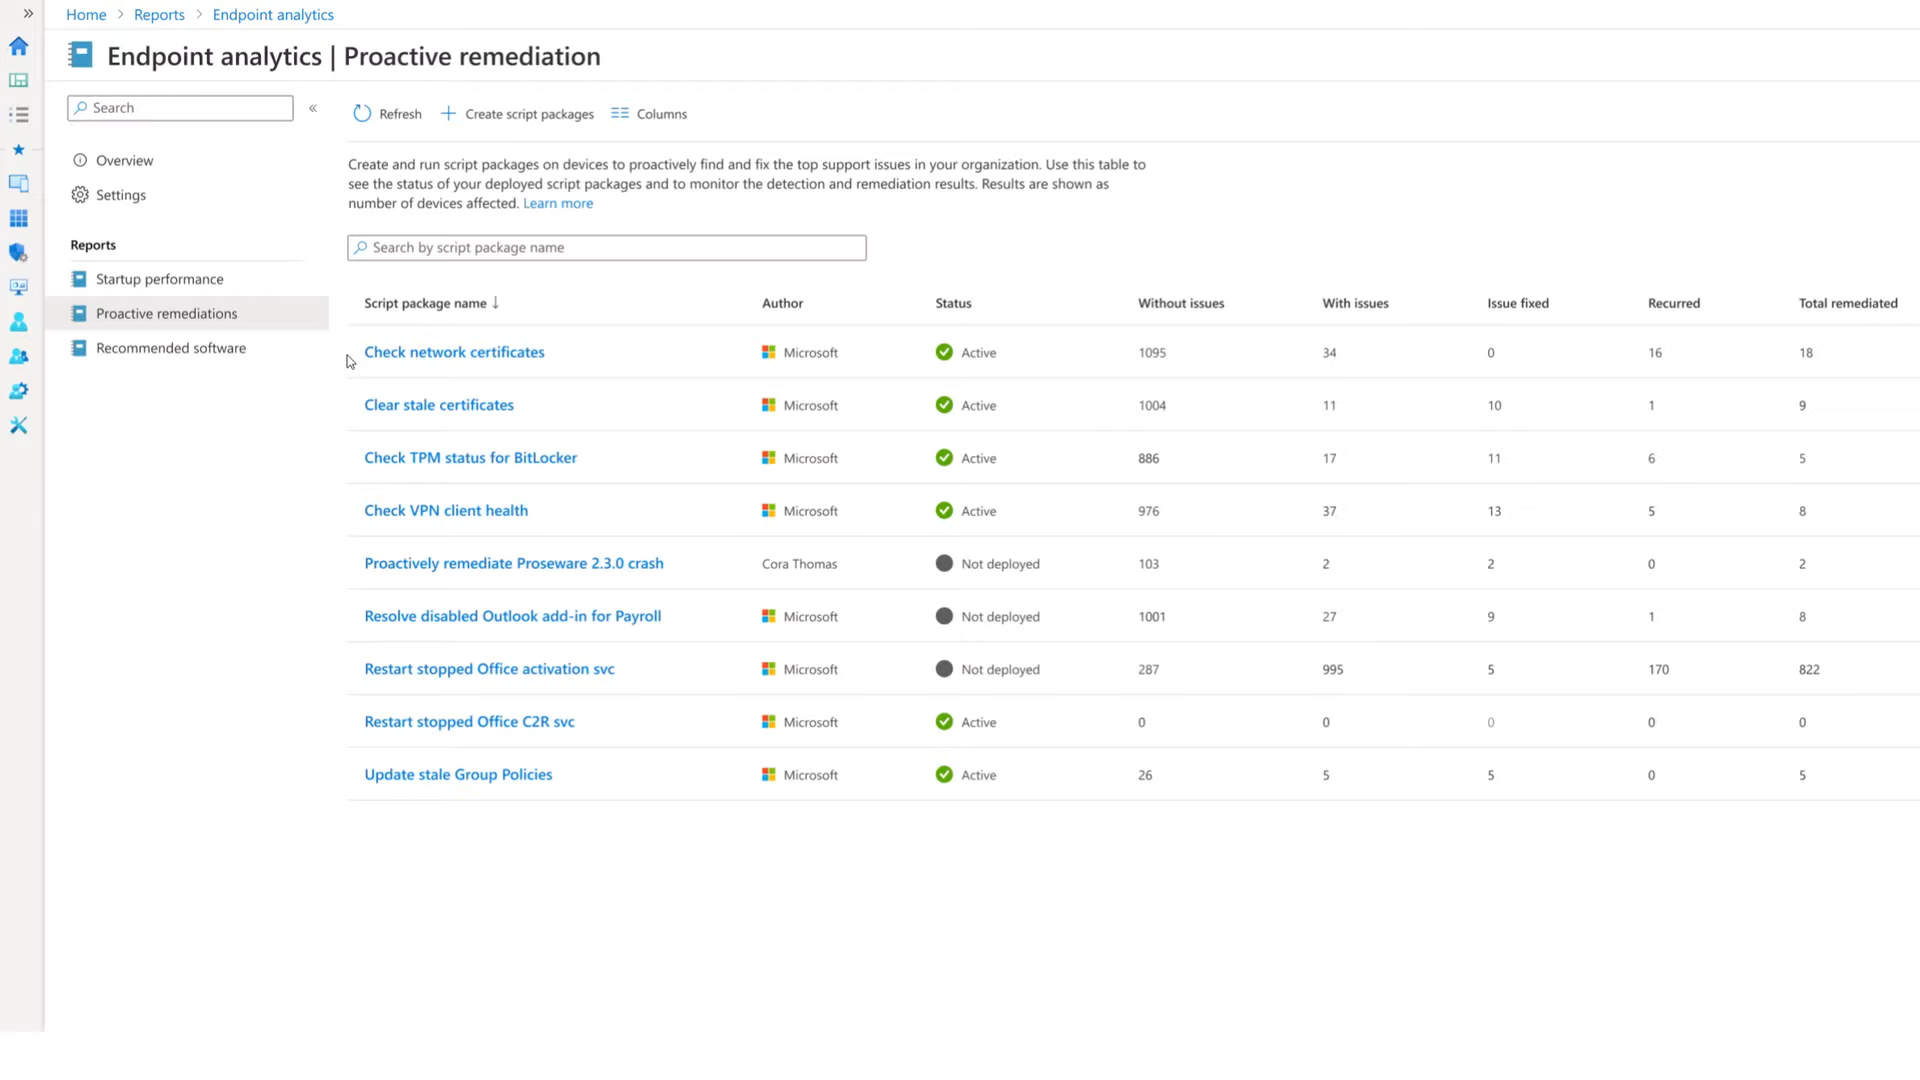 Home > Reports > Endpoint analytics
Endpoint analytics | Proactive remediation
Search
Refresh Create script packages Columns
Overview
Settings
Reports
Startup performance
Proactive remediations
Recommended software
Create and run script packages on devices to proactively find and fix the top support issues in your organization. Use this table to
see the status of your deployed script packages and to monitor the detection and remediation results. Results are shown as
number of devices affected. Learn more
Search by script package name
Script package name ↓ Author Status Without issues With issues Issue fixed Recurred Total remediated
Check network certificates Microsoft Active 1095 34 0 16 18
Clear stale certificates Microsoft Active 1004 11 10 1 9
Check TPM status for BitLocker Microsoft Active 886 17 11 6 5
Check VPN client health Microsoft Active 976 37 13 5 8
Proactively remediate Proseware 2.3.0 crash Cora Thomas Not deployed 103 2 2 0 2
Resolve disabled Outlook add-in for Payroll Microsoft Not deployed 1001 27 9 1 8
Restart stopped Office activation svc Microsoft Not deployed 287 995 5 170 822
Restart stopped Office C2R svc Microsoft Active 0 0 0 0 0
Update stale Group Policies Microsoft Active 26 5 5 0 5